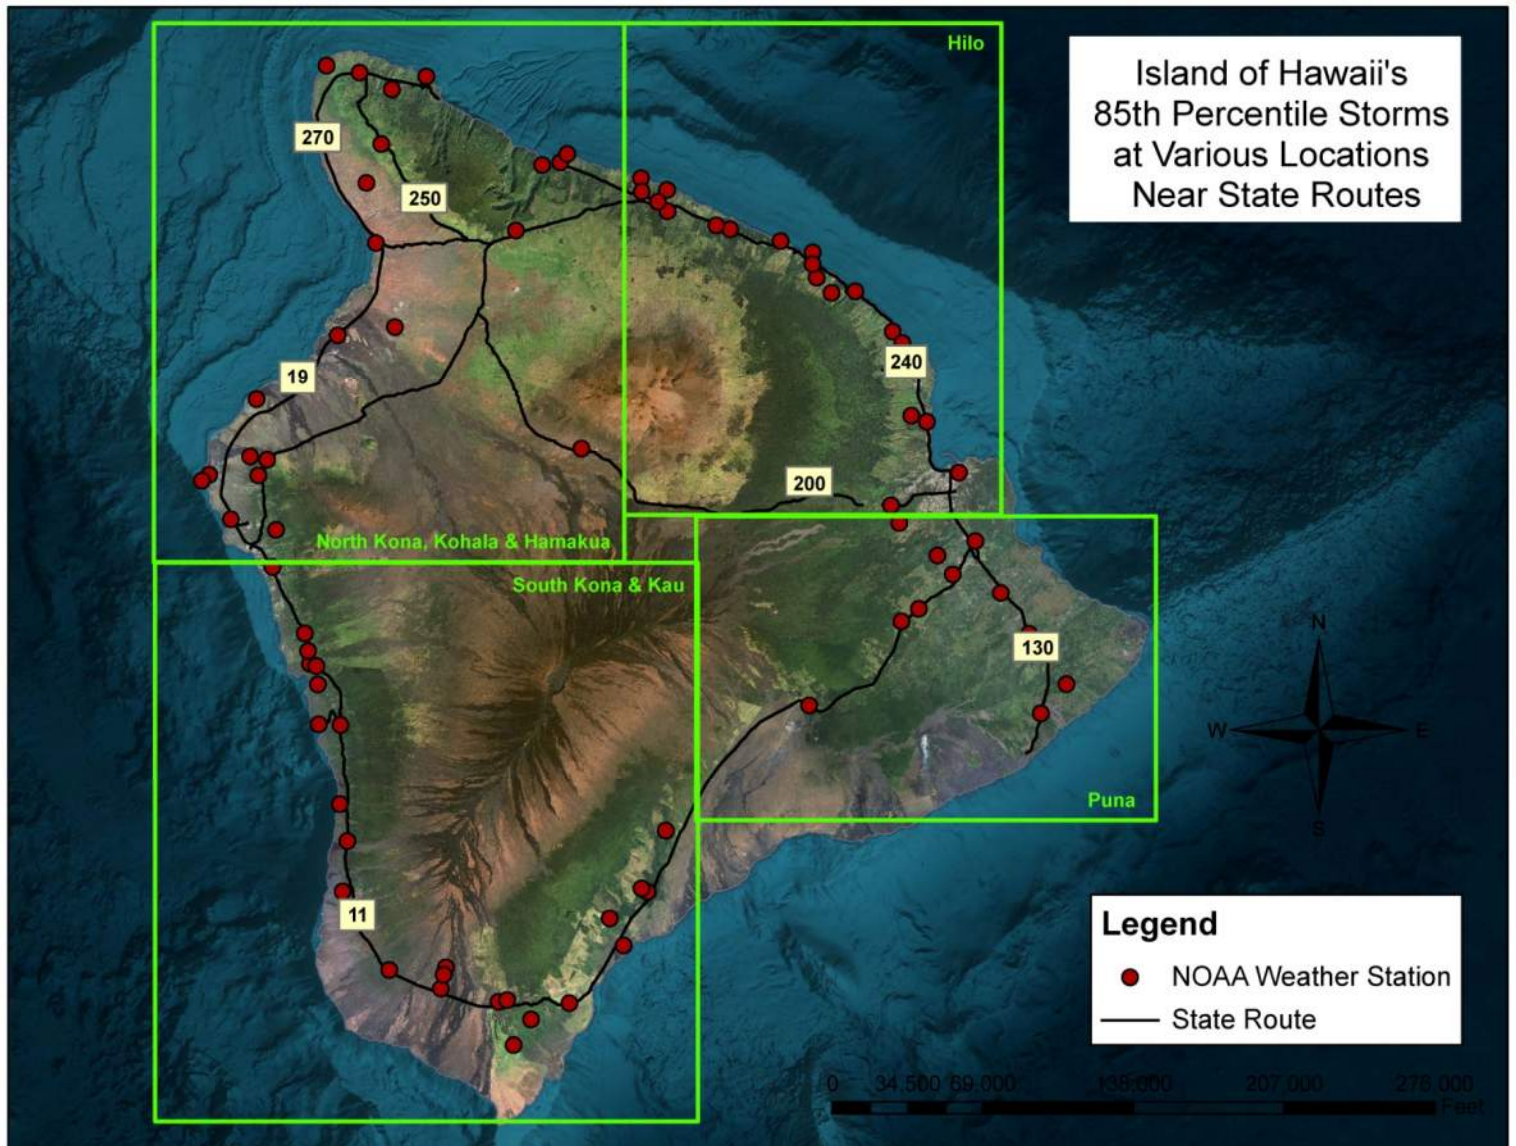 Hilo
Island of Hawaii's
85th Percentile Storms
at Various Locations
Near State Routes
270
250
19
240
200
North Kona, Kohala & Hamakua
South Kona & Kau
130
N
W
E
S
Puna
11
Legend
NOAA Weather Station
State Route
0 34,500 69,000 138,000 207,000 276,000
Feet